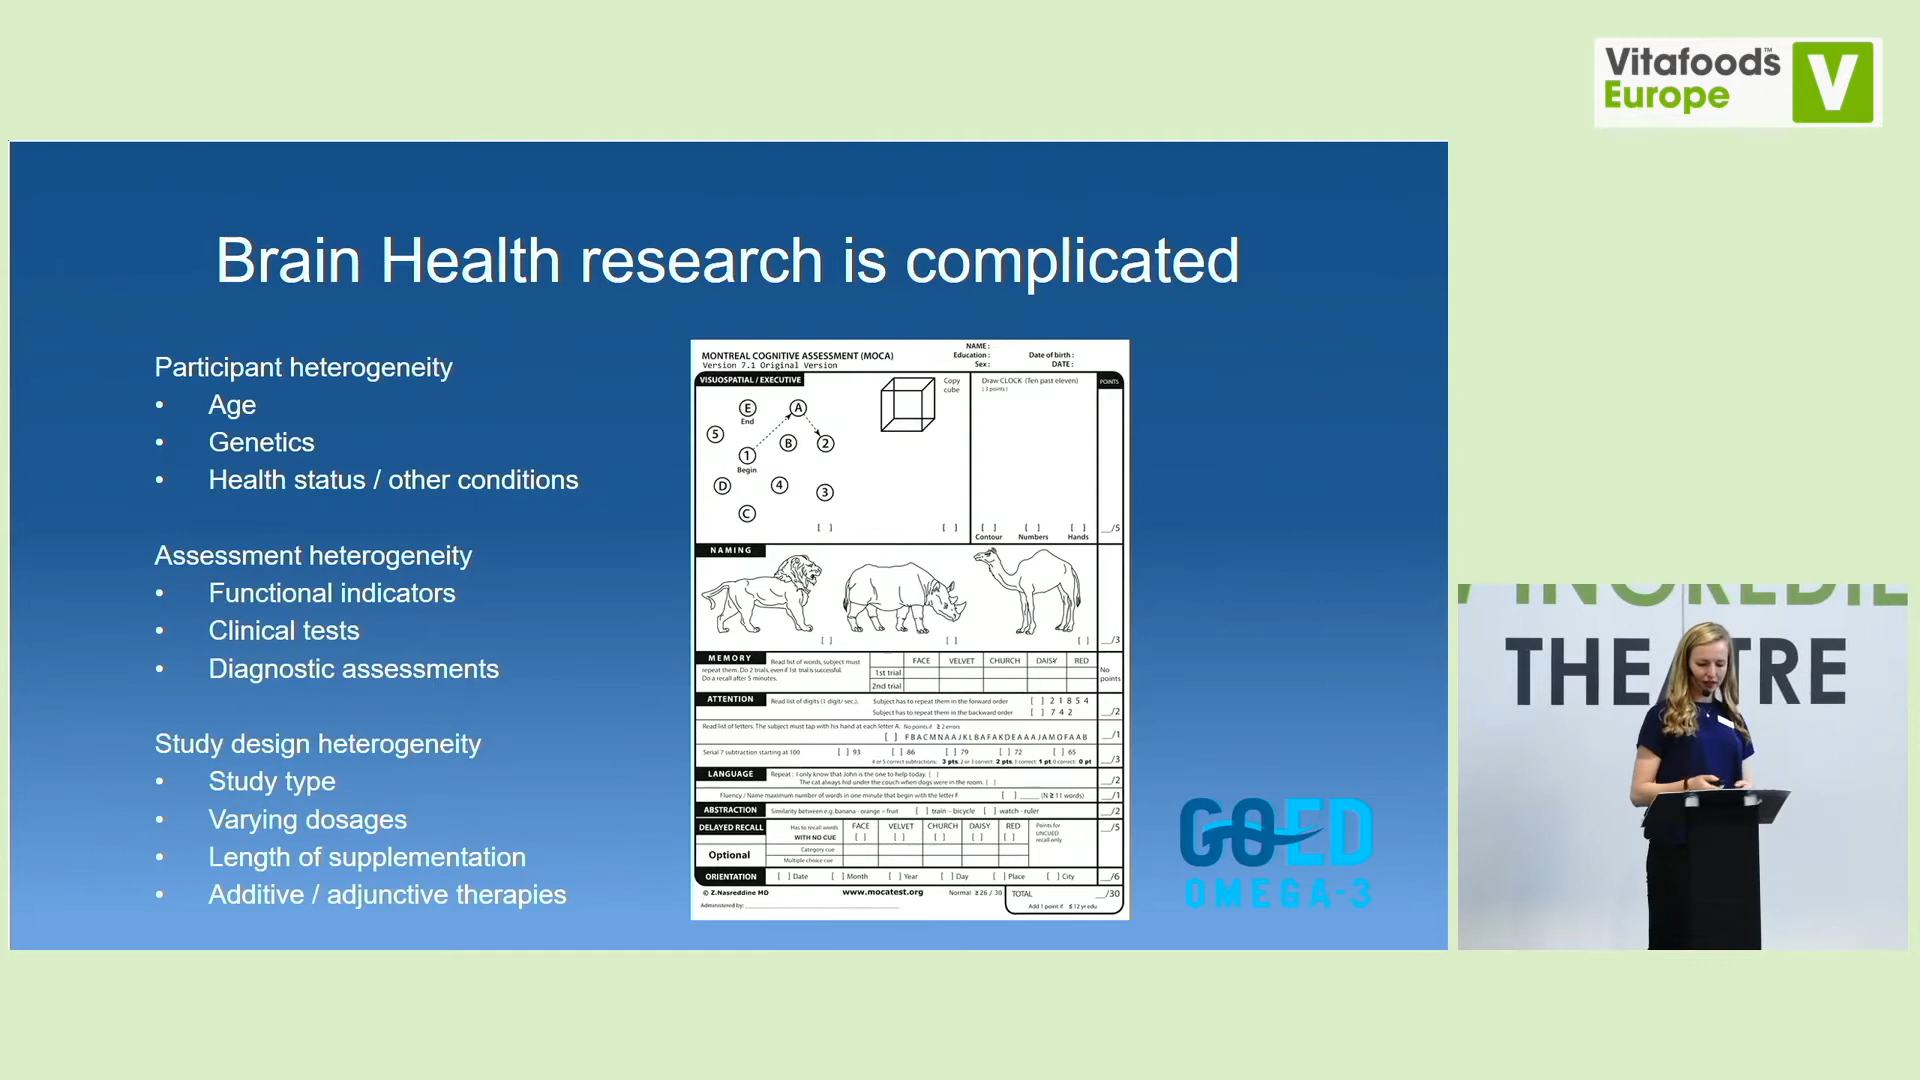 Vitafoods™
Europe
V
Brain Health research is complicated
Participant heterogeneity
• Age
• Genetics
• Health status / other conditions
Assessment heterogeneity
• Functional indicators
• Clinical tests
• Diagnostic assessments
Study design heterogeneity
• Study type
• Varying dosages
• Length of supplementation
• Additive / adjunctive therapies
MONTREAL COGNITIVE ASSESSMENT (MOCA)
Version 7.1 Original Version
NAME :
Education :
Sex :
Date of birth :
DATE :
VISUOSPATIAL / EXECUTIVE
E
End
A
5
B
2
1
Begin
D
4
3
C
[ ]
Copy
cube
[ ]
Draw CLOCK (Ten past eleven)
( 3 points )
[ ] [ ] [ ]
Contour Numbers Hands
POINTS
__/5
NAMING
[ ] [ ] [ ] __/3
MEMORY
Read list of words, subject must
repeat them. Do 2 trials, even if 1st trial is successful.
Do a recall after 5 minutes.
FACE VELVET CHURCH DAISY RED
1st trial
2nd trial
No
points
ATTENTION
Read list of digits (1 digit/ sec.).
Subject has to repeat them in the forward order [ ] 2 1 8 5 4
Subject has to repeat them in the backward order [ ] 7 4 2 __/2
Read list of letters. The subject must tap with his hand at each letter A. No points if ≥ 2 errors
[ ] F B A C M N A A J K L B A F A K D E A A A J A M O F A A B __/1
Serial 7 subtraction starting at 100 [ ] 93 [ ] 86 [ ] 79 [ ] 72 [ ] 65
4 or 5 correct subtractions: 3 pts, 2 or 3 correct: 2 pts, 1 correct: 1 pt, 0 correct: 0 pt __/3
LANGUAGE
Repeat : I only know that John is the one to help today. [ ]
The cat always hid under the couch when dogs were in the room. [ ] __/2
Fluency / Name maximum number of words in one minute that begin with the letter F [ ] ____ (N ≥ 11 words) __/1
ABSTRACTION Similarity between e.g. banana - orange = fruit [ ] train – bicycle [ ] watch - ruler __/2
DELAYED RECALL
Has to recall words
WITH NO CUE
FACE VELVET CHURCH DAISY RED
[ ] [ ] [ ] [ ] [ ]
Points for
UNCUED
recall only
__/5
Optional
Category cue
Multiple choice cue
ORIENTATION [ ] Date [ ] Month [ ] Year [ ] Day [ ] Place [ ] City __/6
© Z.Nasreddine MD www.mocatest.org Normal ≥ 26 / 30
TOTAL __/30
Add 1 point if ≤ 12 yr edu
Administered by:
GOED
OMEGA-3
THE TRE